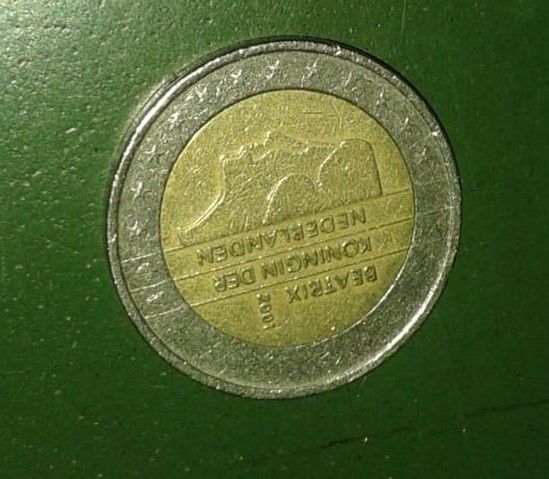 BEATRIX
KONINGIN DER
NEDERLANDEN
2001